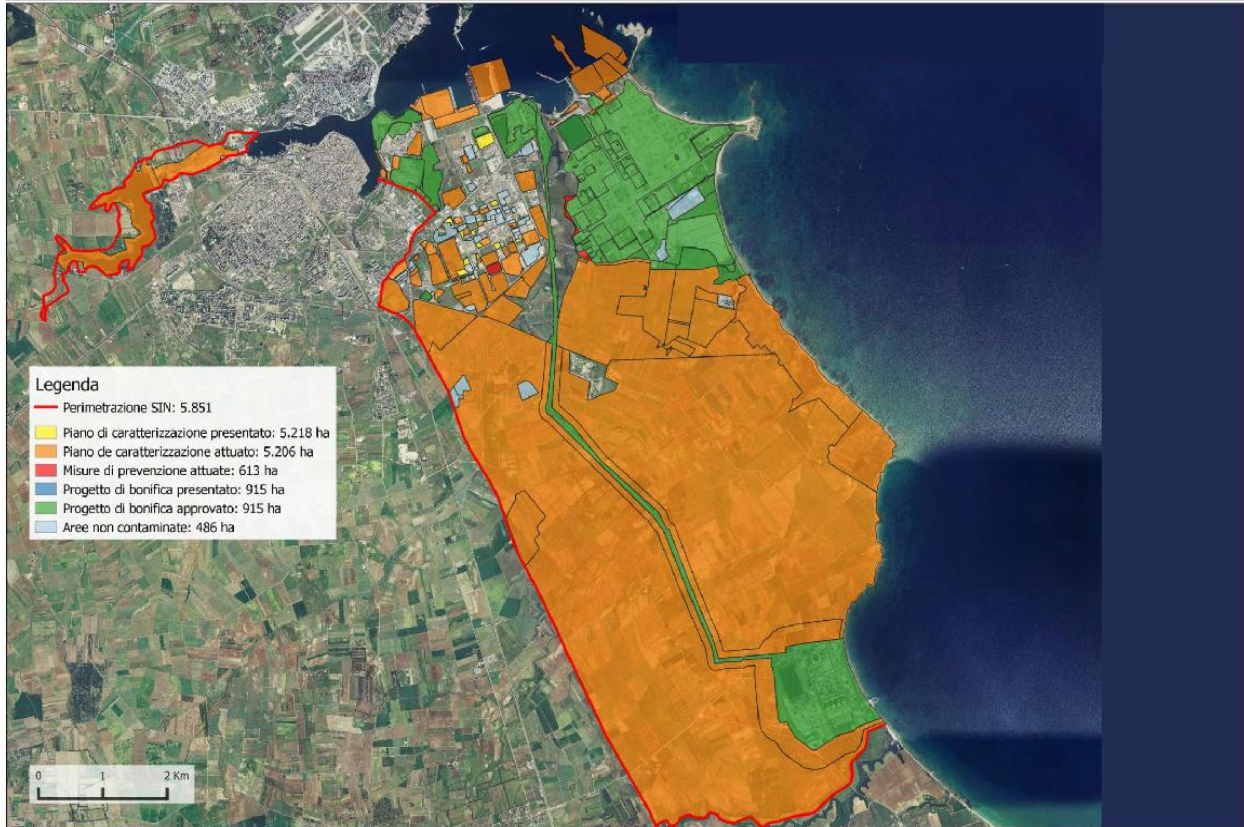 Legenda
Perimetrazione SIN: 5.851
Piano di caratterizzazione presentato: 5.218 ha
Piano de caratterizzazione attuato: 5.206 ha
Misure di prevenzione attuate: 613 ha
Progetto di bonifica presentato: 915 ha
Progetto di bonifica approvato: 915 ha
Aree non contaminate: 486 ha
0 1 2 Km